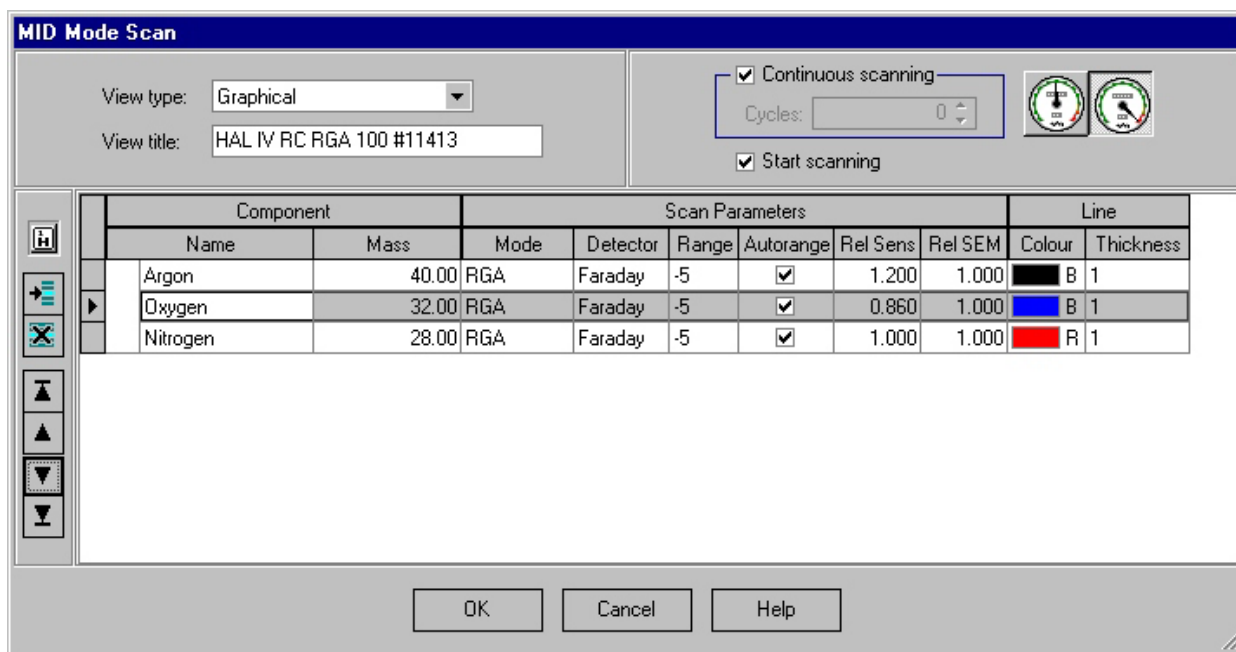 MID Mode Scan
View type: Graphical
View title: HAL IV RC RGA 100 #11413
Continuous scanning
Cycles: 0
Start scanning
Component Scan Parameters Line
Name Mass Mode Detector Range Autorange Rel Sens Rel SEM Colour Thickness
Argon 40.00 RGA Faraday -5 1.200 1.000 B 1
Oxygen 32.00 RGA Faraday -5 0.860 1.000 B 1
Nitrogen 28.00 RGA Faraday -5 1.000 1.000 R 1
OK Cancel Help